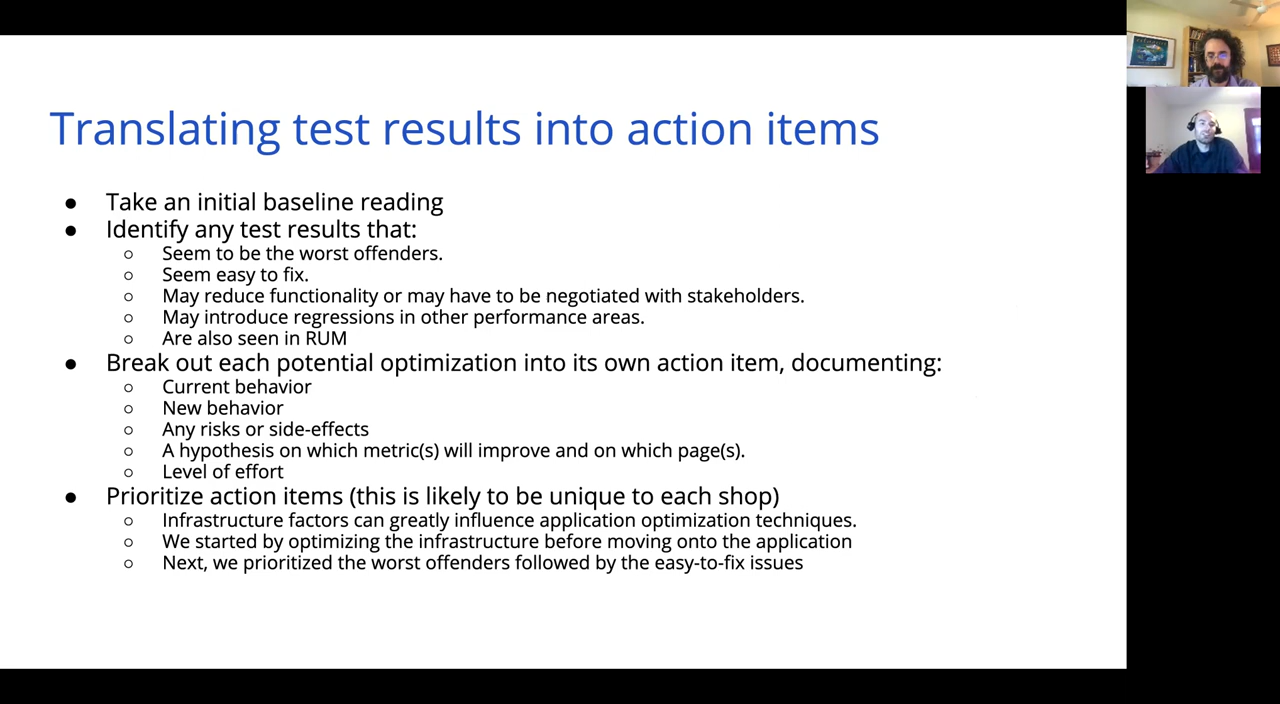 Translating test results into action items
● Take an initial baseline reading
● Identify any test results that:
○ Seem to be the worst offenders.
○ Seem easy to fix.
○ May reduce functionality or may have to be negotiated with stakeholders.
○ May introduce regressions in other performance areas.
○ Are also seen in RUM
● Break out each potential optimization into its own action item, documenting:
○ Current behavior
○ New behavior
○ Any risks or side-effects
○ A hypothesis on which metric(s) will improve and on which page(s).
○ Level of effort
● Prioritize action items (this is likely to be unique to each shop)
○ Infrastructure factors can greatly influence application optimization techniques.
○ We started by optimizing the infrastructure before moving onto the application
○ Next, we prioritized the worst offenders followed by the easy-to-fix issues